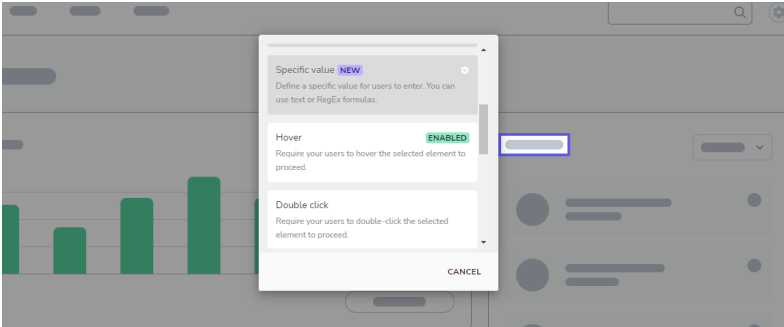 Specific value NEW
Define a specific value for users to enter. You can
use text or RegEx formulas.
Hover ENABLED
Require your users to hover the selected element to
proceed.
Double click
Require your users to double-click the selected
element to proceed.
CANCEL